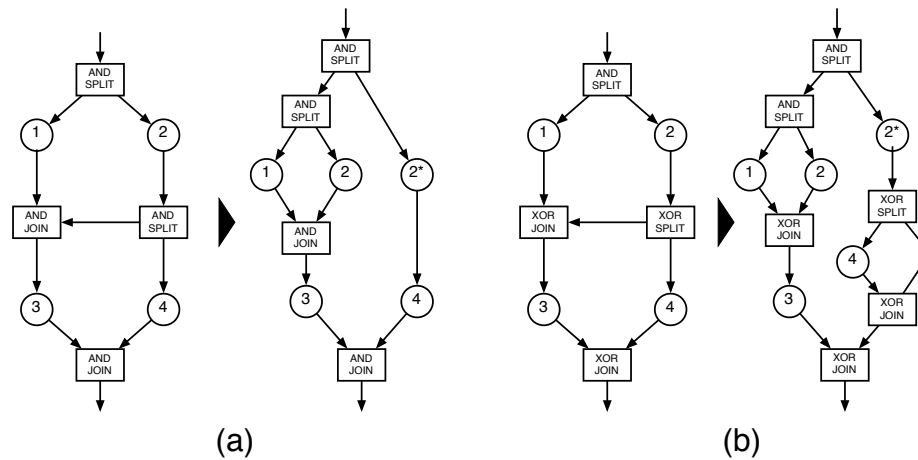 AND
SPLIT
1
2
AND
JOIN
AND
SPLIT
3
4
AND
JOIN
AND
SPLIT
AND
SPLIT
1
2
2*
AND
JOIN
3
4
AND
JOIN
(a)
AND
SPLIT
1
2
XOR
JOIN
XOR
SPLIT
3
4
XOR
JOIN
AND
SPLIT
AND
SPLIT
2*
1
2
XOR
SPLIT
XOR
JOIN
4
3
XOR
JOIN
XOR
JOIN
(b)